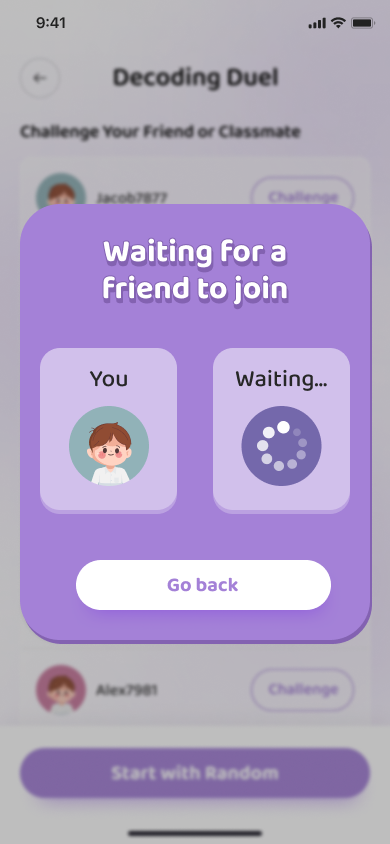 9:41
Decoding Duel
Challenge Your Friend or Classmate
Jacob7877
Challenge
Waiting for a
friend to join
You
Waiting...
Go back
Alex7981
Challenge
Start with Random